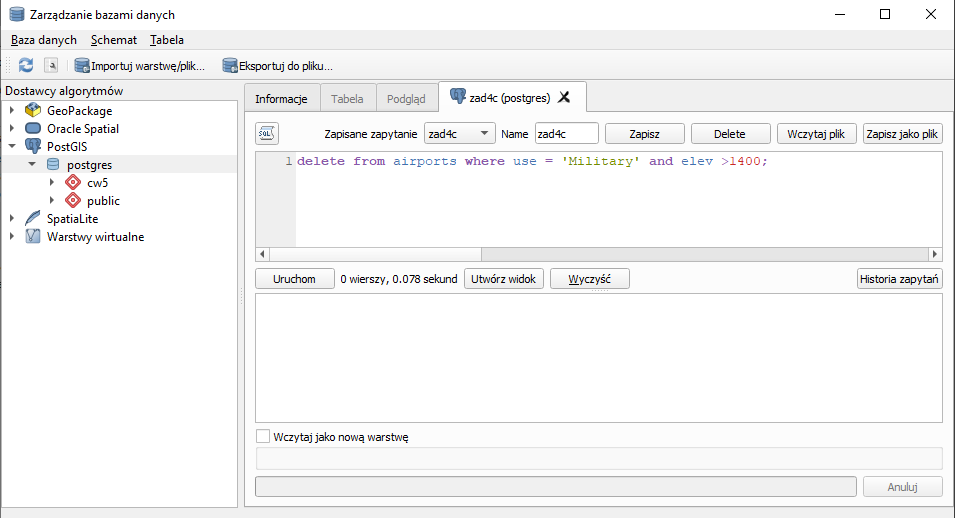 Zarządzanie bazami danych
Baza danych Schemat Tabela
Importuj warstwę/plik... Eksportuj do pliku...
Dostawcy algorytmów
GeoPackage
Oracle Spatial
PostGIS
postgres
cw5
public
SpatiaLite
Warstwy wirtualne
Informacje Tabela Podgląd zad4c (postgres)
SQL Zapisane zapytanie zad4c Name zad4c Zapisz Delete Wczytaj plik Zapisz jako plik
1 delete from airports where use = 'Military' and elev >1400;
Uruchom 0 wierszy, 0.078 sekund Utwórz widok Wyczyść Historia zapytań
Wczytaj jako nową warstwę
Anuluj